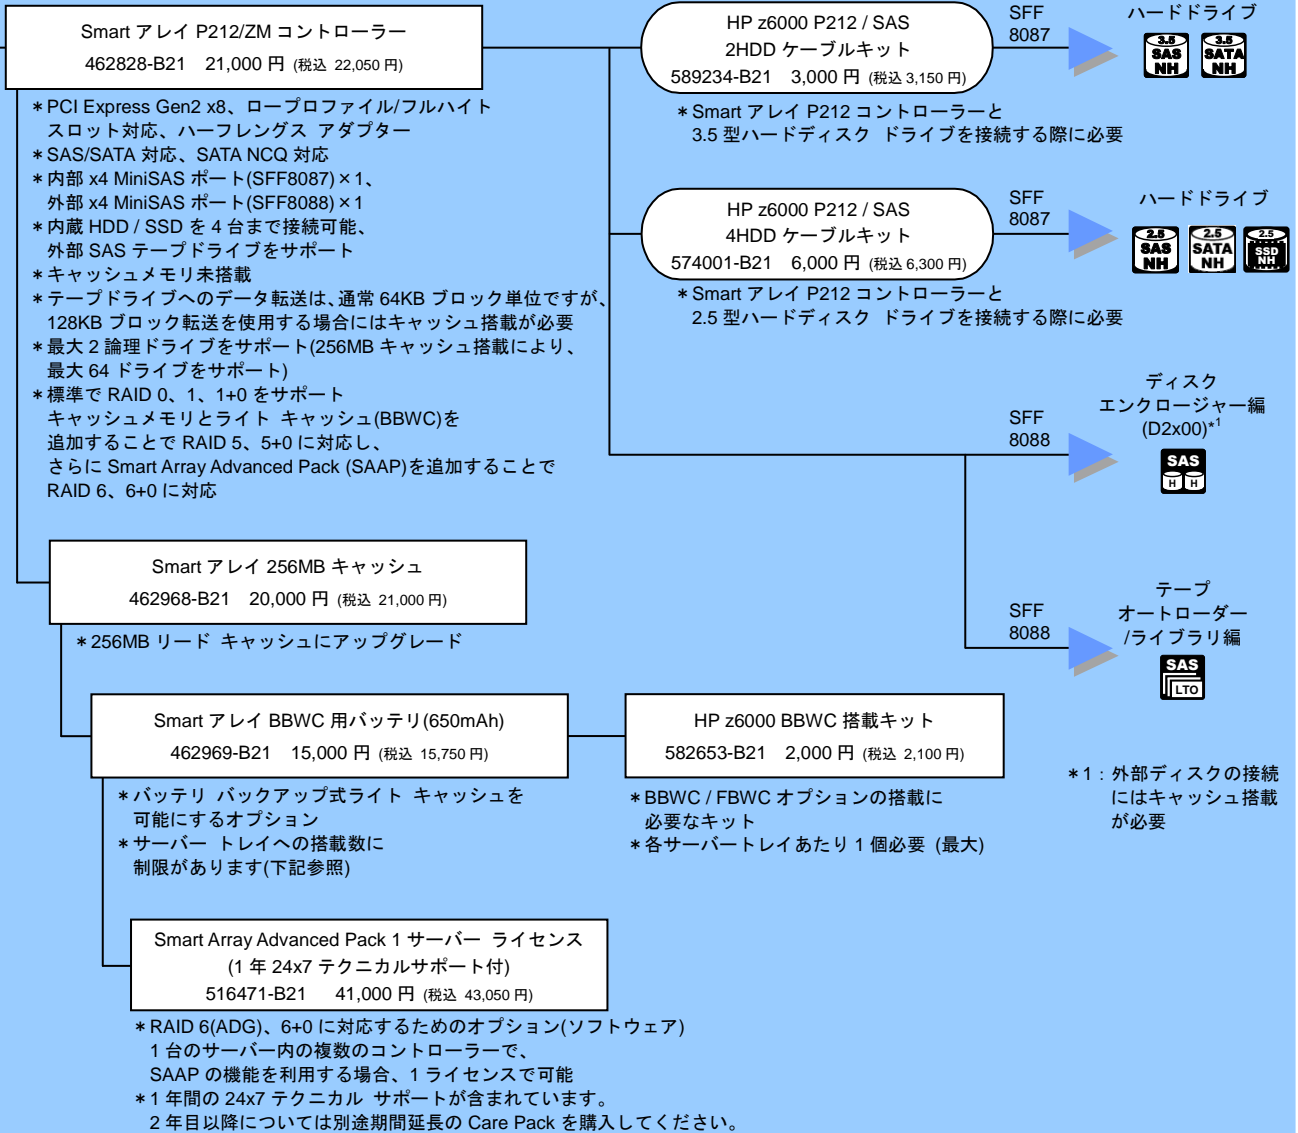 Smart アレイ P212/ZM コントローラー
462828-B21 21,000 円 (税込 22,050 円)
*PCI Express Gen2 x8、ロープロファイル/フルハイト
スロット対応、ハーフレングス アダプター
*SAS/SATA 対応、SATA NCQ 対応
*内部 x4 MiniSAS ポート(SFF8087)×1、
外部 x4 MiniSAS ポート(SFF8088)×1
*内蔵 HDD / SSD を 4 台まで接続可能、
外部 SAS テープドライブをサポート
*キャッシュメモリ未搭載
*テープドライブへのデータ転送は、通常 64KB ブロック単位ですが、
128KB ブロック転送を使用する場合にはキャッシュ搭載が必要
*最大 2 論理ドライブをサポート(256MB キャッシュ搭載により、
最大 64 ドライブをサポート)
*標準で RAID 0、1、1+0 をサポート
キャッシュメモリとライト キャッシュ(BBWC)を
追加することで RAID 5、5+0 に対応し、
さらに Smart Array Advanced Pack (SAAP)を追加することで
RAID 6、6+0 に対応
HP z6000 P212 / SAS
2HDD ケーブルキット
589234-B21 3,000 円 (税込 3,150 円)
*Smart アレイ P212 コントローラーと
3.5 型ハードディスク ドライブを接続する際に必要
SFF
8087
ハードドライブ
3.5
SAS
NH
3.5
SATA
NH
HP z6000 P212 / SAS
4HDD ケーブルキット
574001-B21 6,000 円 (税込 6,300 円)
*Smart アレイ P212 コントローラーと
2.5 型ハードディスク ドライブを接続する際に必要
SFF
8087
ハードドライブ
2.5
SAS
NH
2.5
SATA
NH
2.5
SSD
NH
SFF
8088
ディスク
エンクロージャー編
(D2x00)*1
SAS
H H
SFF
8088
テープ
オートローダー
/ライブラリ編
SAS
LTO
*1：外部ディスクの接続
にはキャッシュ搭載
が必要
Smart アレイ 256MB キャッシュ
462968-B21 20,000 円 (税込 21,000 円)
*256MB リード キャッシュにアップグレード
Smart アレイ BBWC 用バッテリ(650mAh)
462969-B21 15,000 円 (税込 15,750 円)
*バッテリ バックアップ式ライト キャッシュを
可能にするオプション
*サーバー トレイへの搭載数に
制限があります(下記参照)
HP z6000 BBWC 搭載キット
582653-B21 2,000 円 (税込 2,100 円)
*BBWC / FBWC オプションの搭載に
必要なキット
*各サーバートレイあたり 1 個必要 (最大)
Smart Array Advanced Pack 1 サーバー ライセンス
(1 年 24x7 テクニカルサポート付)
516471-B21 41,000 円 (税込 43,050 円)
*RAID 6(ADG)、6+0 に対応するためのオプション(ソフトウェア)
1 台のサーバー内の複数のコントローラーで、
SAAP の機能を利用する場合、1 ライセンスで可能
*1 年間の 24x7 テクニカル サポートが含まれています。
2 年目以降については別途期間延長の Care Pack を購入してください。